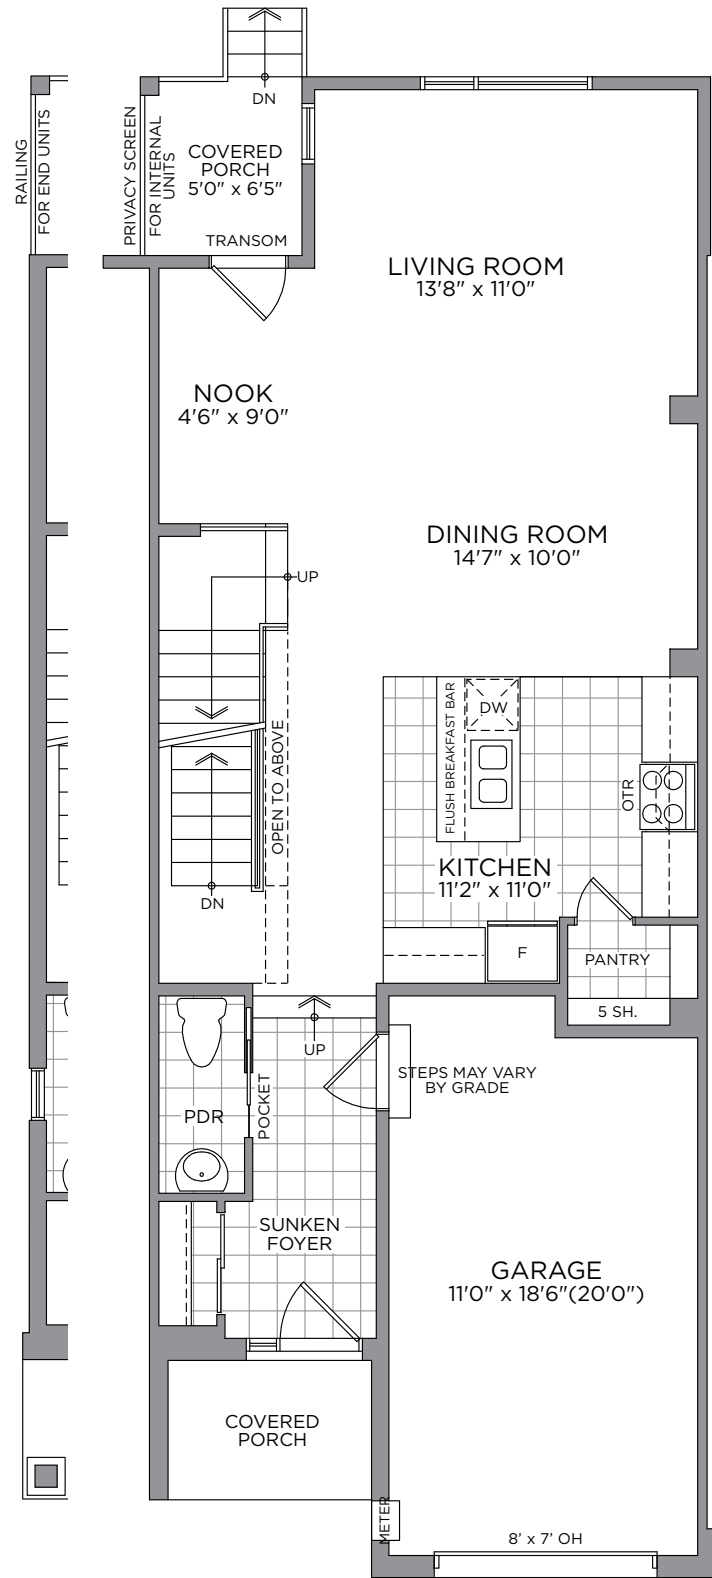 DN
RAILING
FOR END UNITS
PRIVACY SCREEN
FOR INTERNAL
UNITS
COVERED
PORCH
5'0" x 6'5"
TRANSOM
LIVING ROOM
13'8" x 11'0"
NOOK
4'6" x 9'0"
DINING ROOM
14'7" x 10'0"
UP
OPEN TO ABOVE
DN
FLUSH BREAKFAST BAR
DW
OTR
KITCHEN
11'2" x 11'0"
F
PANTRY
5 SH.
UP
STEPS MAY VARY
BY GRADE
PDR
POCKET
SUNKEN
FOYER
GARAGE
11'0" x 18'6"(20'0")
COVERED
PORCH
METER
8' x 7' OH